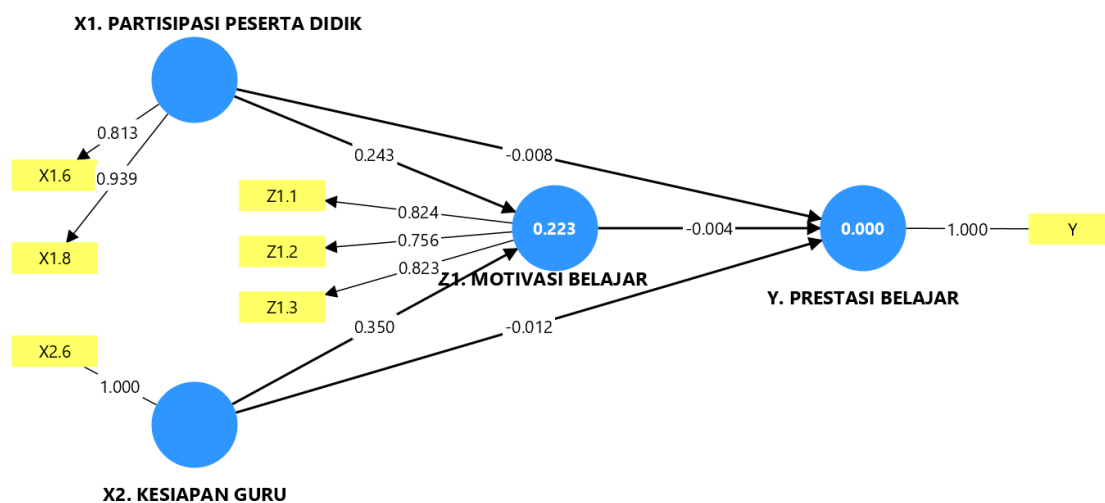 X1. PARTISIPASI PESERTA DIDIK
0.813
X1.6
0.939
X1.8
0.243
-0.008
Z1.1
0.824
Z1.2
0.756
Z1.3
0.823
0.223
Z1. MOTIVASI BELAJAR
-0.004
0.000
1.000
Y
Y. PRESTASI BELAJAR
0.350
-0.012
X2.6
1.000
X2. KESIAPAN GURU